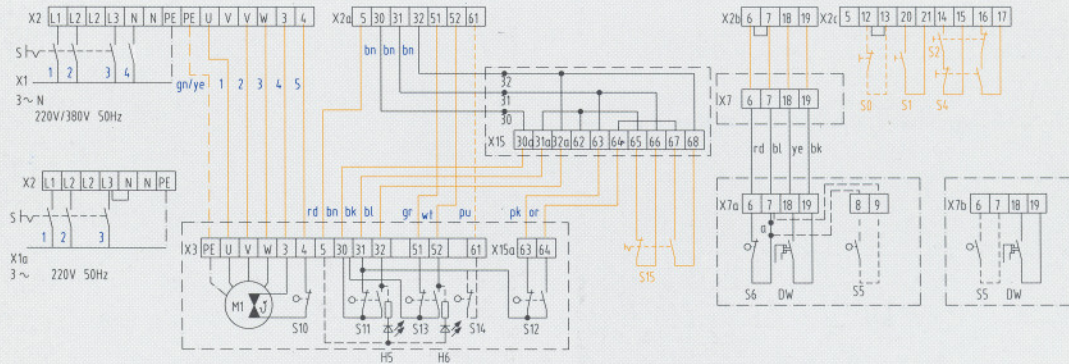 X2 L1 L2 L2 L3 N N PE PE U V V W 3 4
X2a 5 30 31 32 51 52 61
X2b 6 7 18 19
X2c 5 12 13 20 21 14 15 16 17
bn bn bn
S
1 2 3 4
gn/ye 1 2 3 4 5
X1
3~ N
220V/380V 50Hz
32
31
30
X15 30a 31a 32a 62 63 64 65 66 67 68
S2
S0 S1 S4
X7 6 7 18 19
rd bl ye bk
X2 L1 L2 L2 L3 N N PE
S
1 2 3
X1a
3~ 220V 50Hz
rd bn bk bl gr wt pu pk or
X3 PE U V W 3 4 5 30 31 32 51 52 61 X15a 63 64
M1 S10 S11 S13 S14 S12
H5 H6
S15
X7a 6 7 18 19 8 9
a
S6 DW S5
X7b 6 7 18 19
S5 DW